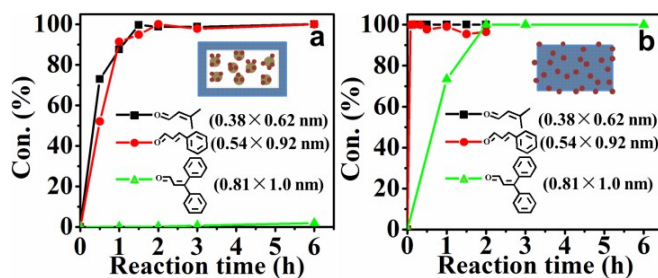 a
100
80
60
40
20
0
Con. (%)
O (0.38×0.62 nm)
O (0.54×0.92 nm)
O (0.81×1.0 nm)
0 1 2 3 4 5 6
Reaction time (h)
b
100
80
60
40
20
0
Con. (%)
O (0.38×0.62 nm)
O (0.54×0.92 nm)
O (0.81×1.0 nm)
0 1 2 3 4 5 6
Reaction time (h)